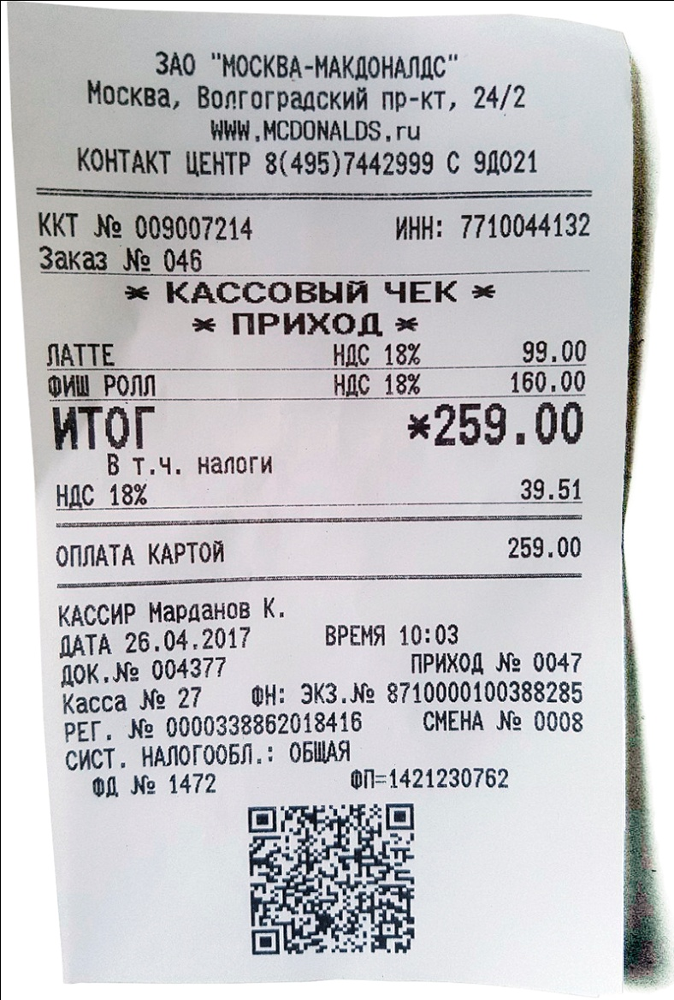 ЗАО "МОСКВА-МАКДОНАЛДС"
Москва, Волгоградский пр-кт, 24/2
WWW.MCDONALDS.ru
КОНТАКТ ЦЕНТР 8(495)7442999 С 9ДО21
ККТ № 009007214 ИНН: 7710044132
Заказ № 046
* КАССОВЫЙ ЧЕК *
* ПРИХОД *
ЛАТТЕ НДС 18% 99.00
ФИШ РОЛЛ НДС 18% 160.00
ИТОГ *259.00
В т.ч. налоги
НДС 18% 39.51
ОПЛАТА КАРТОЙ 259.00
КАССИР Марданов К.
ДАТА 26.04.2017 ВРЕМЯ 10:03
ДОК.№ 004377 ПРИХОД № 0047
Касса № 27 ФН: ЭКЗ.№ 8710000100388285
РЕГ. № 0000338862018416 СМЕНА № 0008
СИСТ. НАЛОГООБЛ.: ОБЩАЯ
ФД № 1472 ФП=1421230762